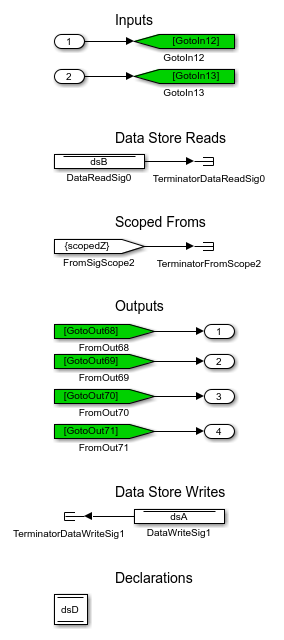 Inputs
1
[GotoIn12]
GotoIn12
2
[GotoIn13]
GotoIn13
Data Store Reads
dsB
DataReadSig0
TerminatorDataReadSig0
Scoped Froms
{scopedZ}
FromSigScope2
TerminatorFromScope2
Outputs
[GotoOut68]
1
FromOut68
[GotoOut69]
2
FromOut69
[GotoOut70]
3
FromOut70
[GotoOut71]
4
FromOut71
Data Store Writes
dsA
TerminatorDataWriteSig1
DataWriteSig1
Declarations
dsD